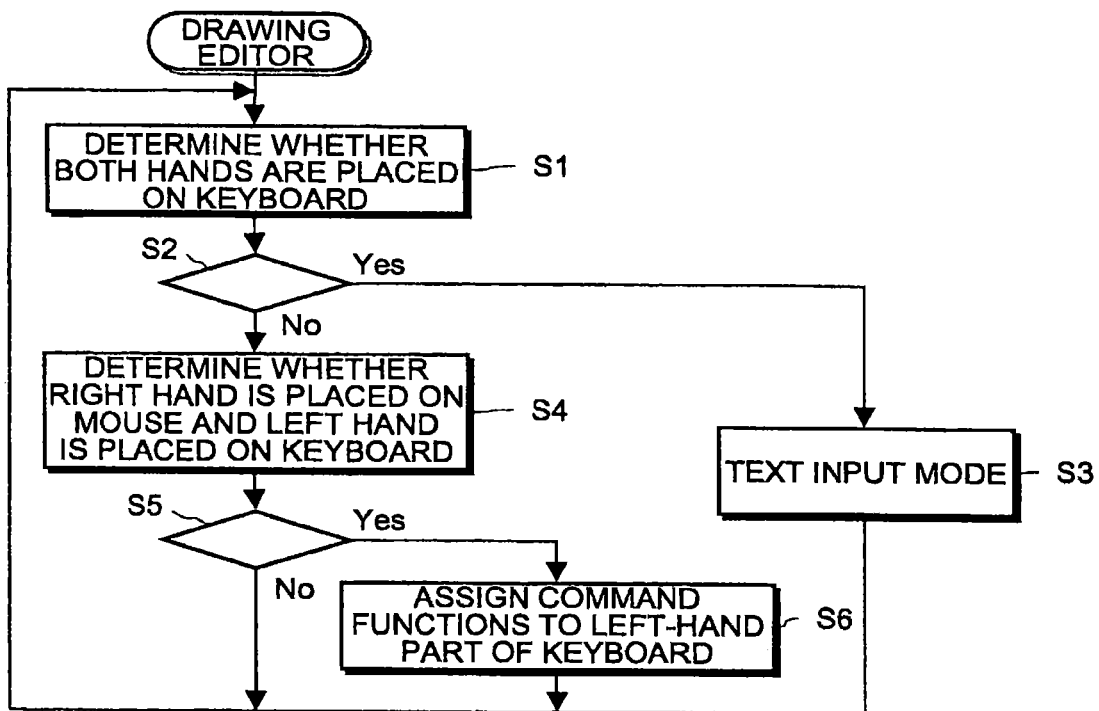 DRAWING
EDITOR
DETERMINE WHETHER
BOTH HANDS ARE PLACED
ON KEYBOARD
S1
S2
Yes
No
DETERMINE WHETHER
RIGHT HAND IS PLACED ON
MOUSE AND LEFT HAND
IS PLACED ON KEYBOARD
S4
TEXT INPUT MODE
S3
S5
Yes
No
ASSIGN COMMAND
FUNCTIONS TO LEFT-HAND
PART OF KEYBOARD
S6